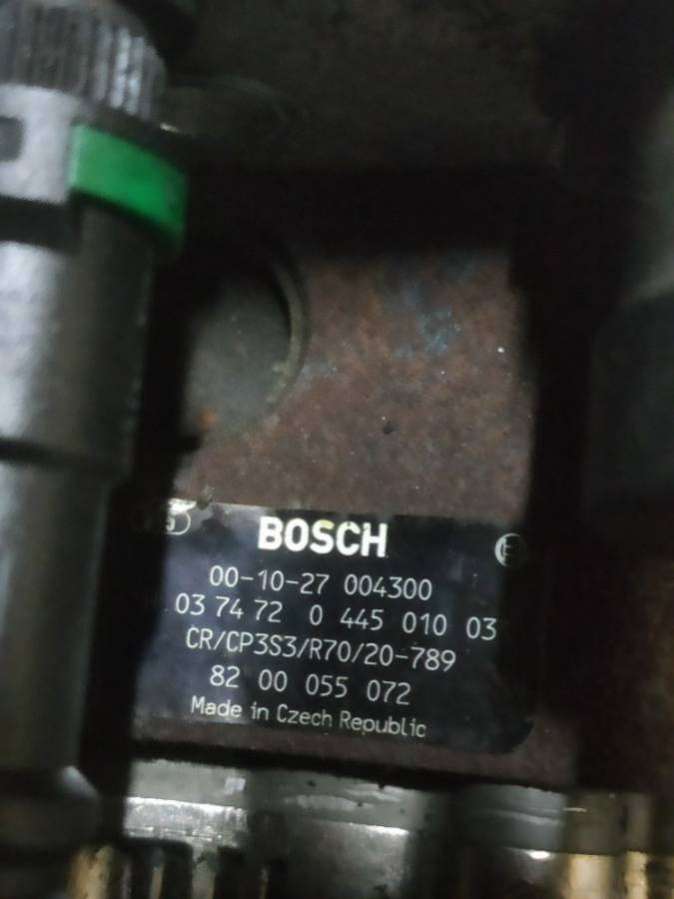 BOSCH
00-10-27 004300
03 74 72 0 445 010 03
CR/CP3S3/R70/20-789
82 00 055 072
Made in Czech Republic